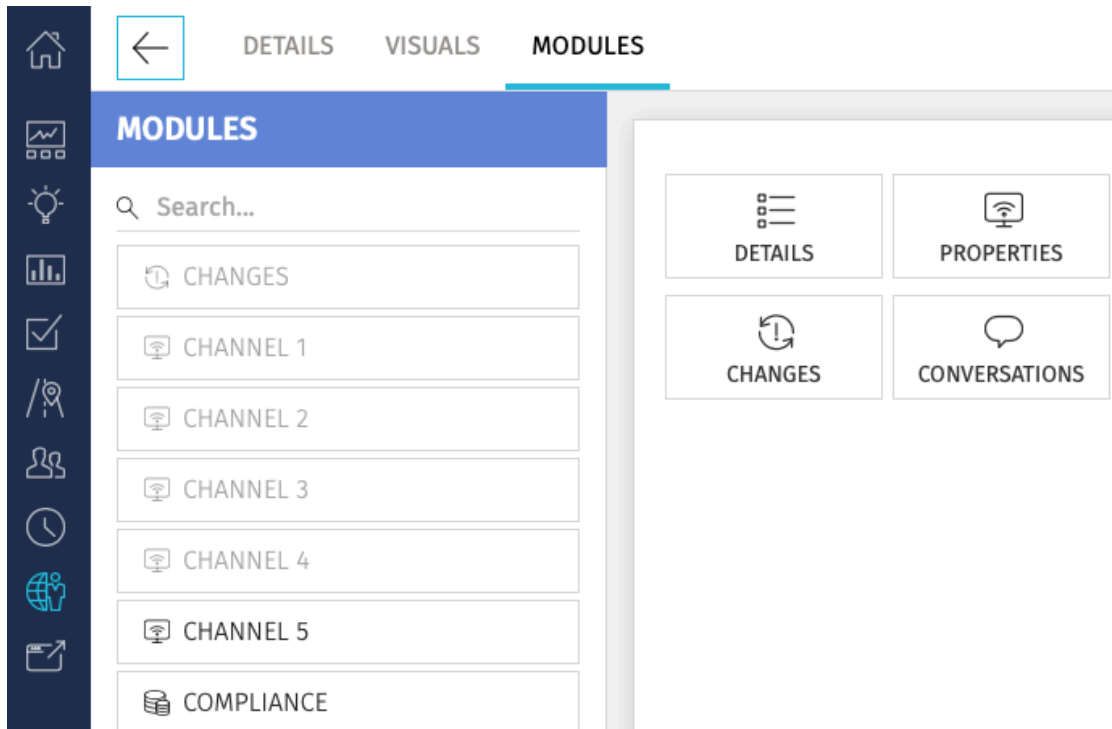 DETAILS VISUALS MODULES
MODULES
Search...
CHANGES
CHANNEL 1
CHANNEL 2
CHANNEL 3
CHANNEL 4
CHANNEL 5
COMPLIANCE
DETAILS PROPERTIES
CHANGES CONVERSATIONS